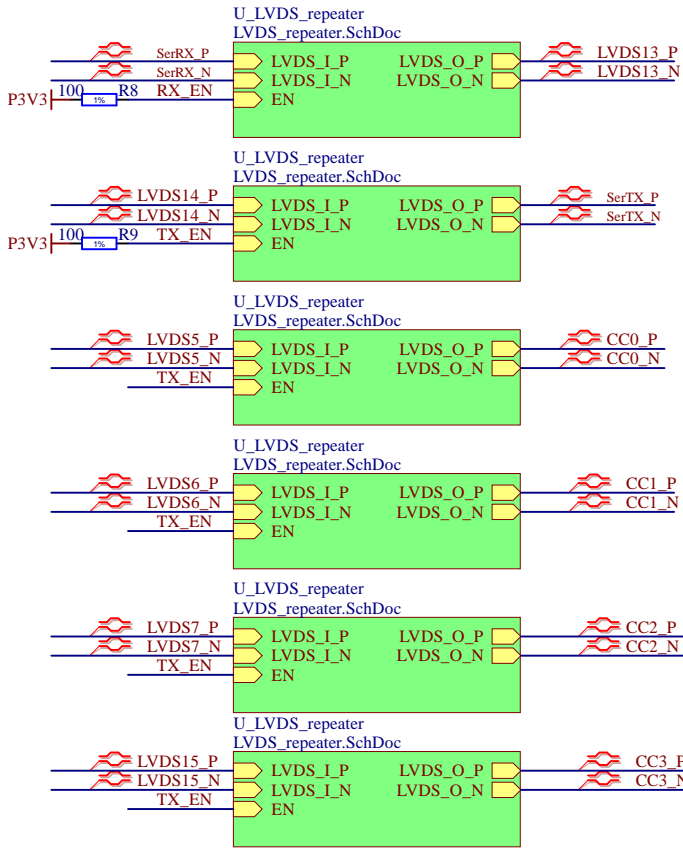 U_LVDS_repeater
LVDS_repeater.SchDoc
SerRX_P LVDS_I_P LVDS_O_P LVDS13_P
SerRX_N LVDS_I_N LVDS_O_N LVDS13_N
P3V3 100 1% R8 RX_EN EN
U_LVDS_repeater
LVDS_repeater.SchDoc
LVDS14_P LVDS_I_P LVDS_O_P SerTX_P
LVDS14_N LVDS_I_N LVDS_O_N SerTX_N
P3V3 100 1% R9 TX_EN EN
U_LVDS_repeater
LVDS_repeater.SchDoc
LVDS5_P LVDS_I_P LVDS_O_P CC0_P
LVDS5_N LVDS_I_N LVDS_O_N CC0_N
TX_EN EN
U_LVDS_repeater
LVDS_repeater.SchDoc
LVDS6_P LVDS_I_P LVDS_O_P CC1_P
LVDS6_N LVDS_I_N LVDS_O_N CC1_N
TX_EN EN
U_LVDS_repeater
LVDS_repeater.SchDoc
LVDS7_P LVDS_I_P LVDS_O_P CC2_P
LVDS7_N LVDS_I_N LVDS_O_N CC2_N
TX_EN EN
U_LVDS_repeater
LVDS_repeater.SchDoc
LVDS15_P LVDS_I_P LVDS_O_P CC3_P
LVDS15_N LVDS_I_N LVDS_O_N CC3_N
TX_EN EN